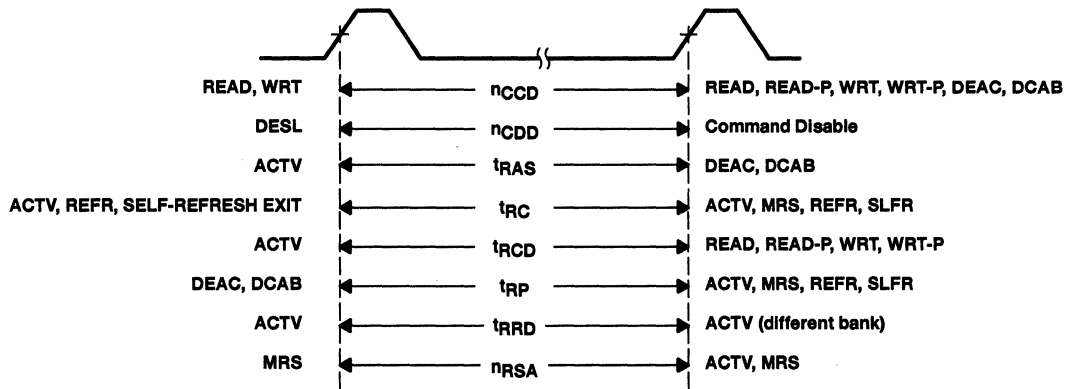 READ, WRT nCCD READ, READ-P, WRT, WRT-P, DEAC, DCAB
DESL nCDD Command Disable
ACTV tRAS DEAC, DCAB
ACTV, REFR, SELF-REFRESH EXIT tRC ACTV, MRS, REFR, SLFR
ACTV tRCD READ, READ-P, WRT, WRT-P
DEAC, DCAB tRP ACTV, MRS, REFR, SLFR
ACTV tRRD ACTV (different bank)
MRS nRSA ACTV, MRS